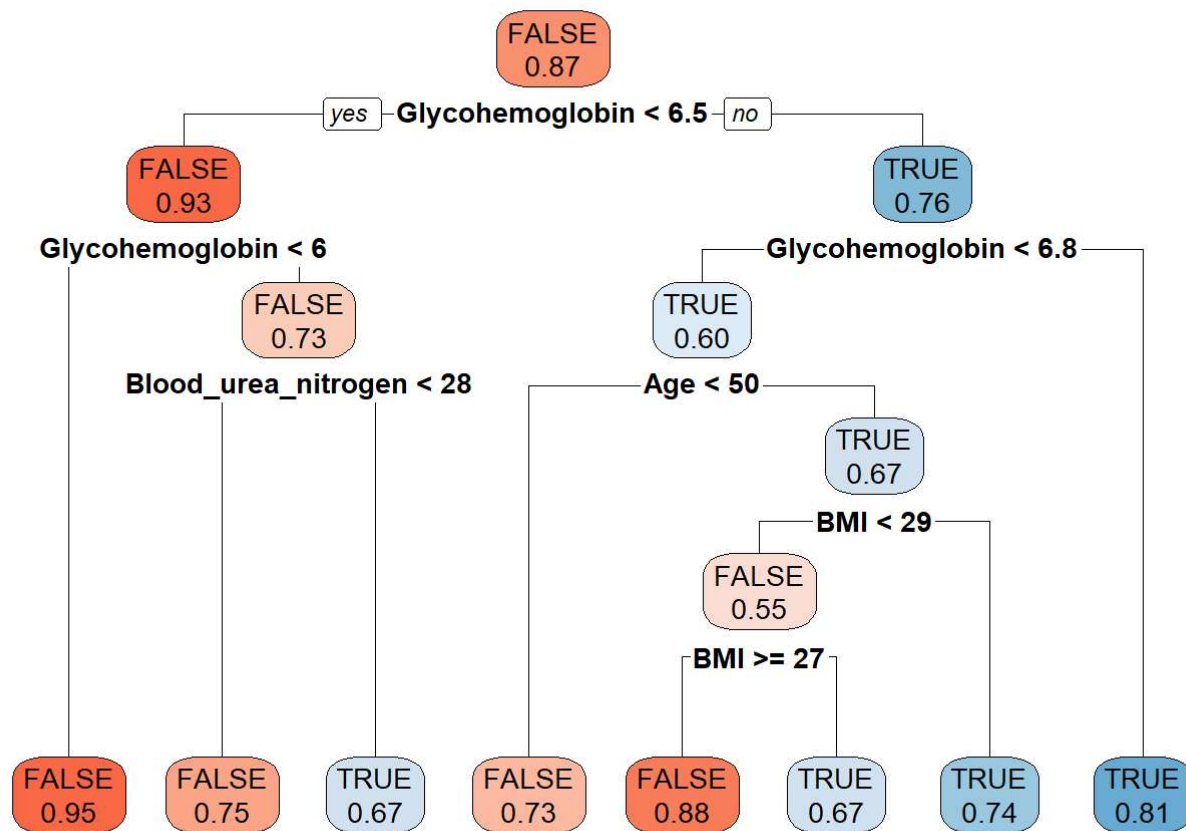 FALSE
0.87
yes Glycohemoglobin < 6.5 no
FALSE
0.93
TRUE
0.76
Glycohemoglobin < 6
Glycohemoglobin < 6.8
FALSE
0.73
TRUE
0.60
Blood_urea_nitrogen < 28
Age < 50
TRUE
0.67
BMI < 29
FALSE
0.55
BMI >= 27
FALSE
0.95
FALSE
0.75
TRUE
0.67
FALSE
0.73
FALSE
0.88
TRUE
0.67
TRUE
0.74
TRUE
0.81